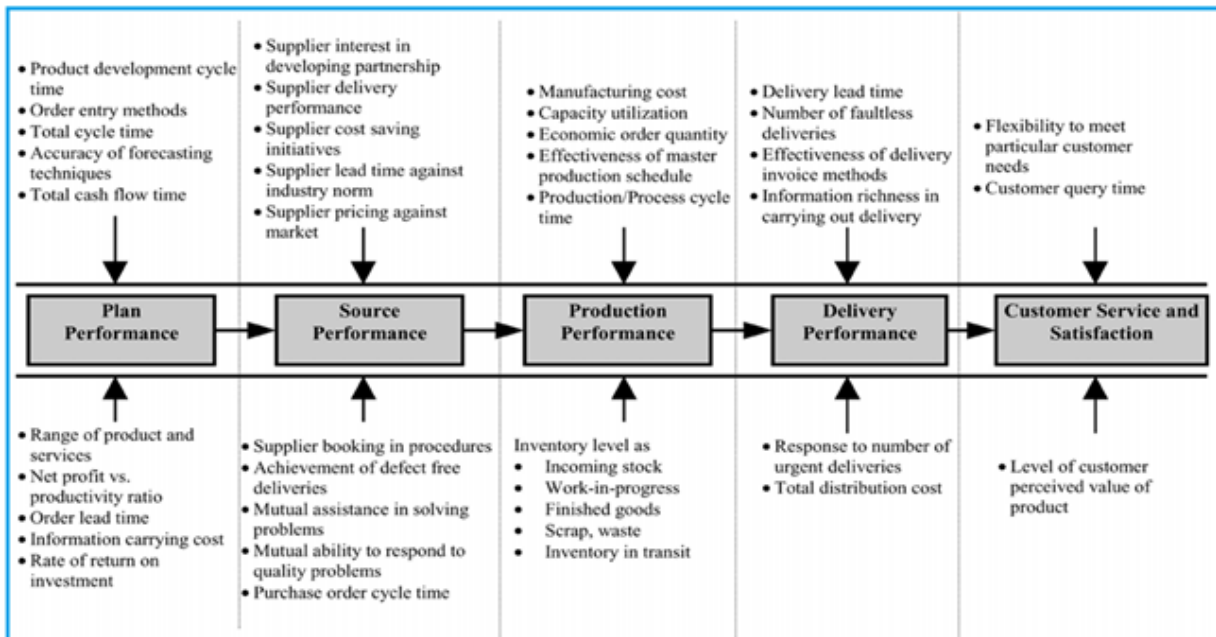 • Product development cycle
time
• Order entry methods
• Total cycle time
• Accuracy of forecasting
techniques
• Total cash flow time
• Supplier interest in
developing partnership
• Supplier delivery
performance
• Supplier cost saving
initiatives
• Supplier lead time against
industry norm
• Supplier pricing against
market
• Manufacturing cost
• Capacity utilization
• Economic order quantity
• Effectiveness of master
production schedule
• Production/Process cycle
time
• Delivery lead time
• Number of faultless
deliveries
• Effectiveness of delivery
invoice methods
• Information richness in
carrying out delivery
• Flexibility to meet
particular customer
needs
• Customer query time
Plan
Performance
Source
Performance
Production
Performance
Delivery
Performance
Customer Service and
Satisfaction
• Range of product and
services
• Net profit vs.
productivity ratio
• Order lead time
• Information carrying cost
• Rate of return on
investment
• Supplier booking in procedures
• Achievement of defect free
deliveries
• Mutual assistance in solving
problems
• Mutual ability to respond to
quality problems
• Purchase order cycle time
Inventory level as
• Incoming stock
• Work-in-progress
• Finished goods
• Scrap, waste
• Inventory in transit
• Response to number of
urgent deliveries
• Total distribution cost
• Level of customer
perceived value of
product